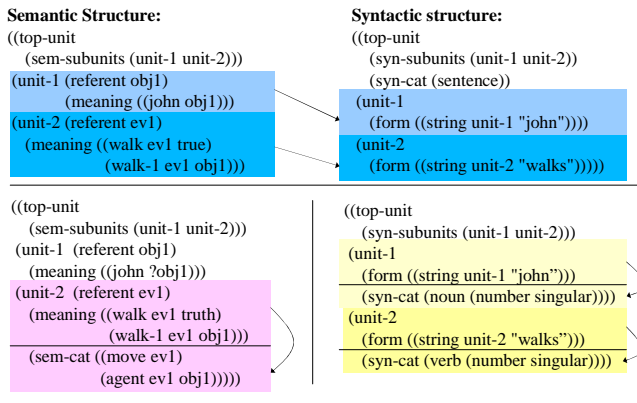 Semantic Structure:
((top-unit
(sem-subunits (unit-1 unit-2)))
(unit-1 (referent obj1)
(meaning ((john obj1)))
(unit-2 (referent ev1)
(meaning ((walk ev1 true)
(walk-1 ev1 obj1)))
Syntactic structure:
((top-unit
(syn-subunits (unit-1 unit-2))
(syn-cat (sentence))
(unit-1
(form ((string unit-1 "john"))))
(unit-2
(form ((string unit-2 "walks")))))
((top-unit
(sem-subunits (unit-1 unit-2)))
(unit-1 (referent obj1)
(meaning ((john ?obj1)))
(unit-2 (referent ev1)
(meaning ((walk ev1 truth)
(walk-1 ev1 obj1)))
(sem-cat ((move ev1)
(agent ev1 obj1)))))
((top-unit
(syn-subunits (unit-1 unit-2)))
(unit-1
(form ((string unit-1 "john”)))
(syn-cat (noun (number singular))))
(unit-2
(form ((string unit-2 "walks”)))
(syn-cat (verb (number singular))))